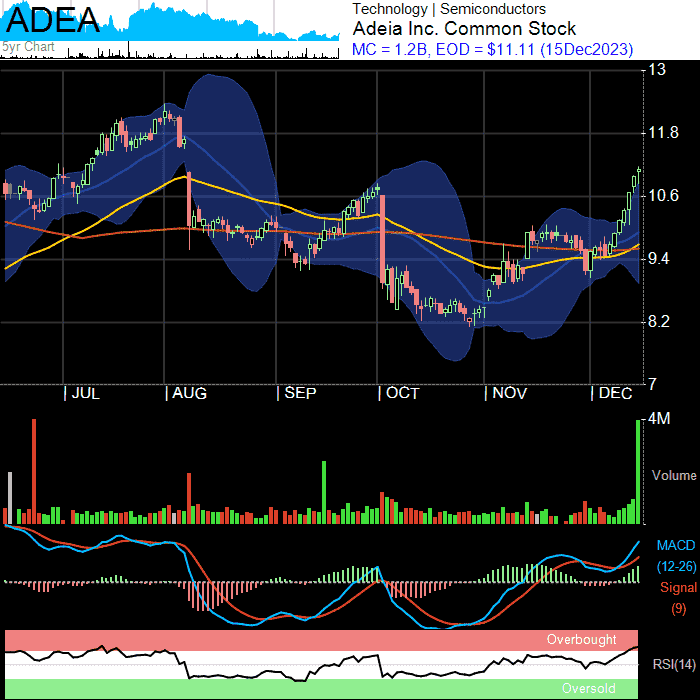 ADEA
5yr Chart
Technology | Semiconductors
Adeia Inc. Common Stock
MC = 1.2B, EOD = $11.11 (15Dec2023)
13
11.8
10.6
9.4
8.2
7
| JUL | AUG | SEP | OCT | NOV | DEC
4M
Volume
MACD
(12-26)
Signal
(9)
Overbought
RSI(14)
Oversold